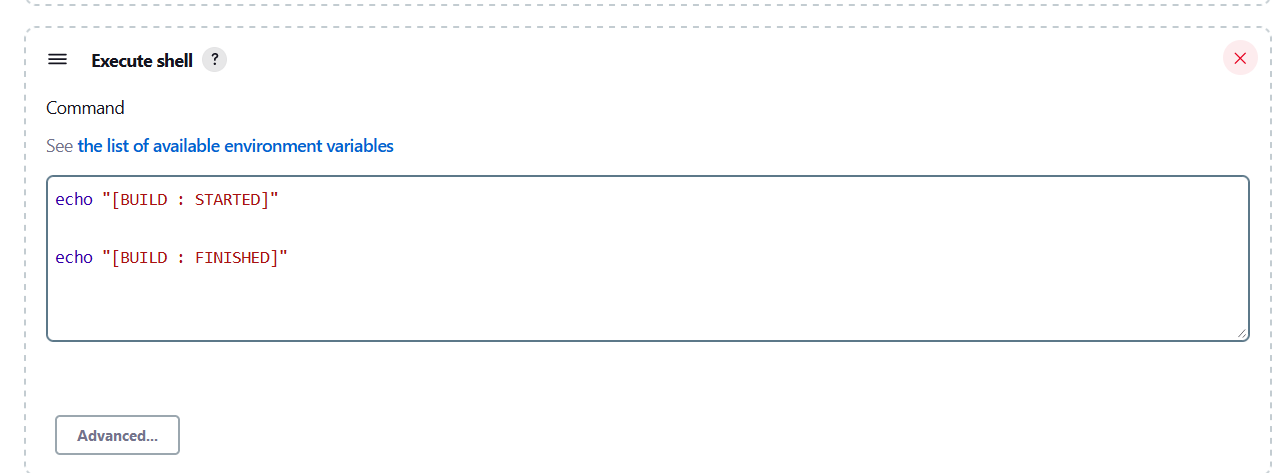 Execute shell ?
Command
See the list of available environment variables
echo "[BUILD : STARTED]"
echo "[BUILD : FINISHED]"
Advanced...